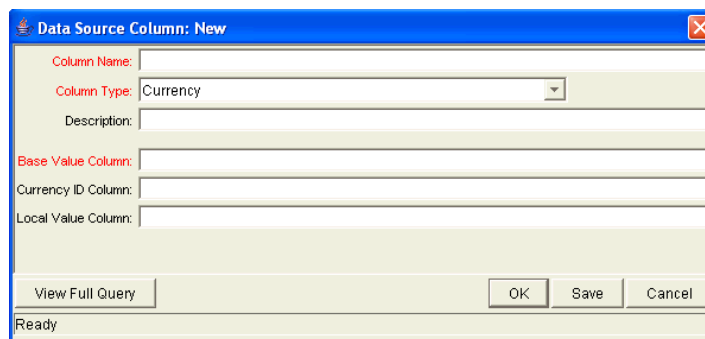 Data Source Column: New
Column Name:
Column Type: Currency
Description:
Base Value Column:
Currency ID Column:
Local Value Column:
View Full Query OK Save Cancel
Ready